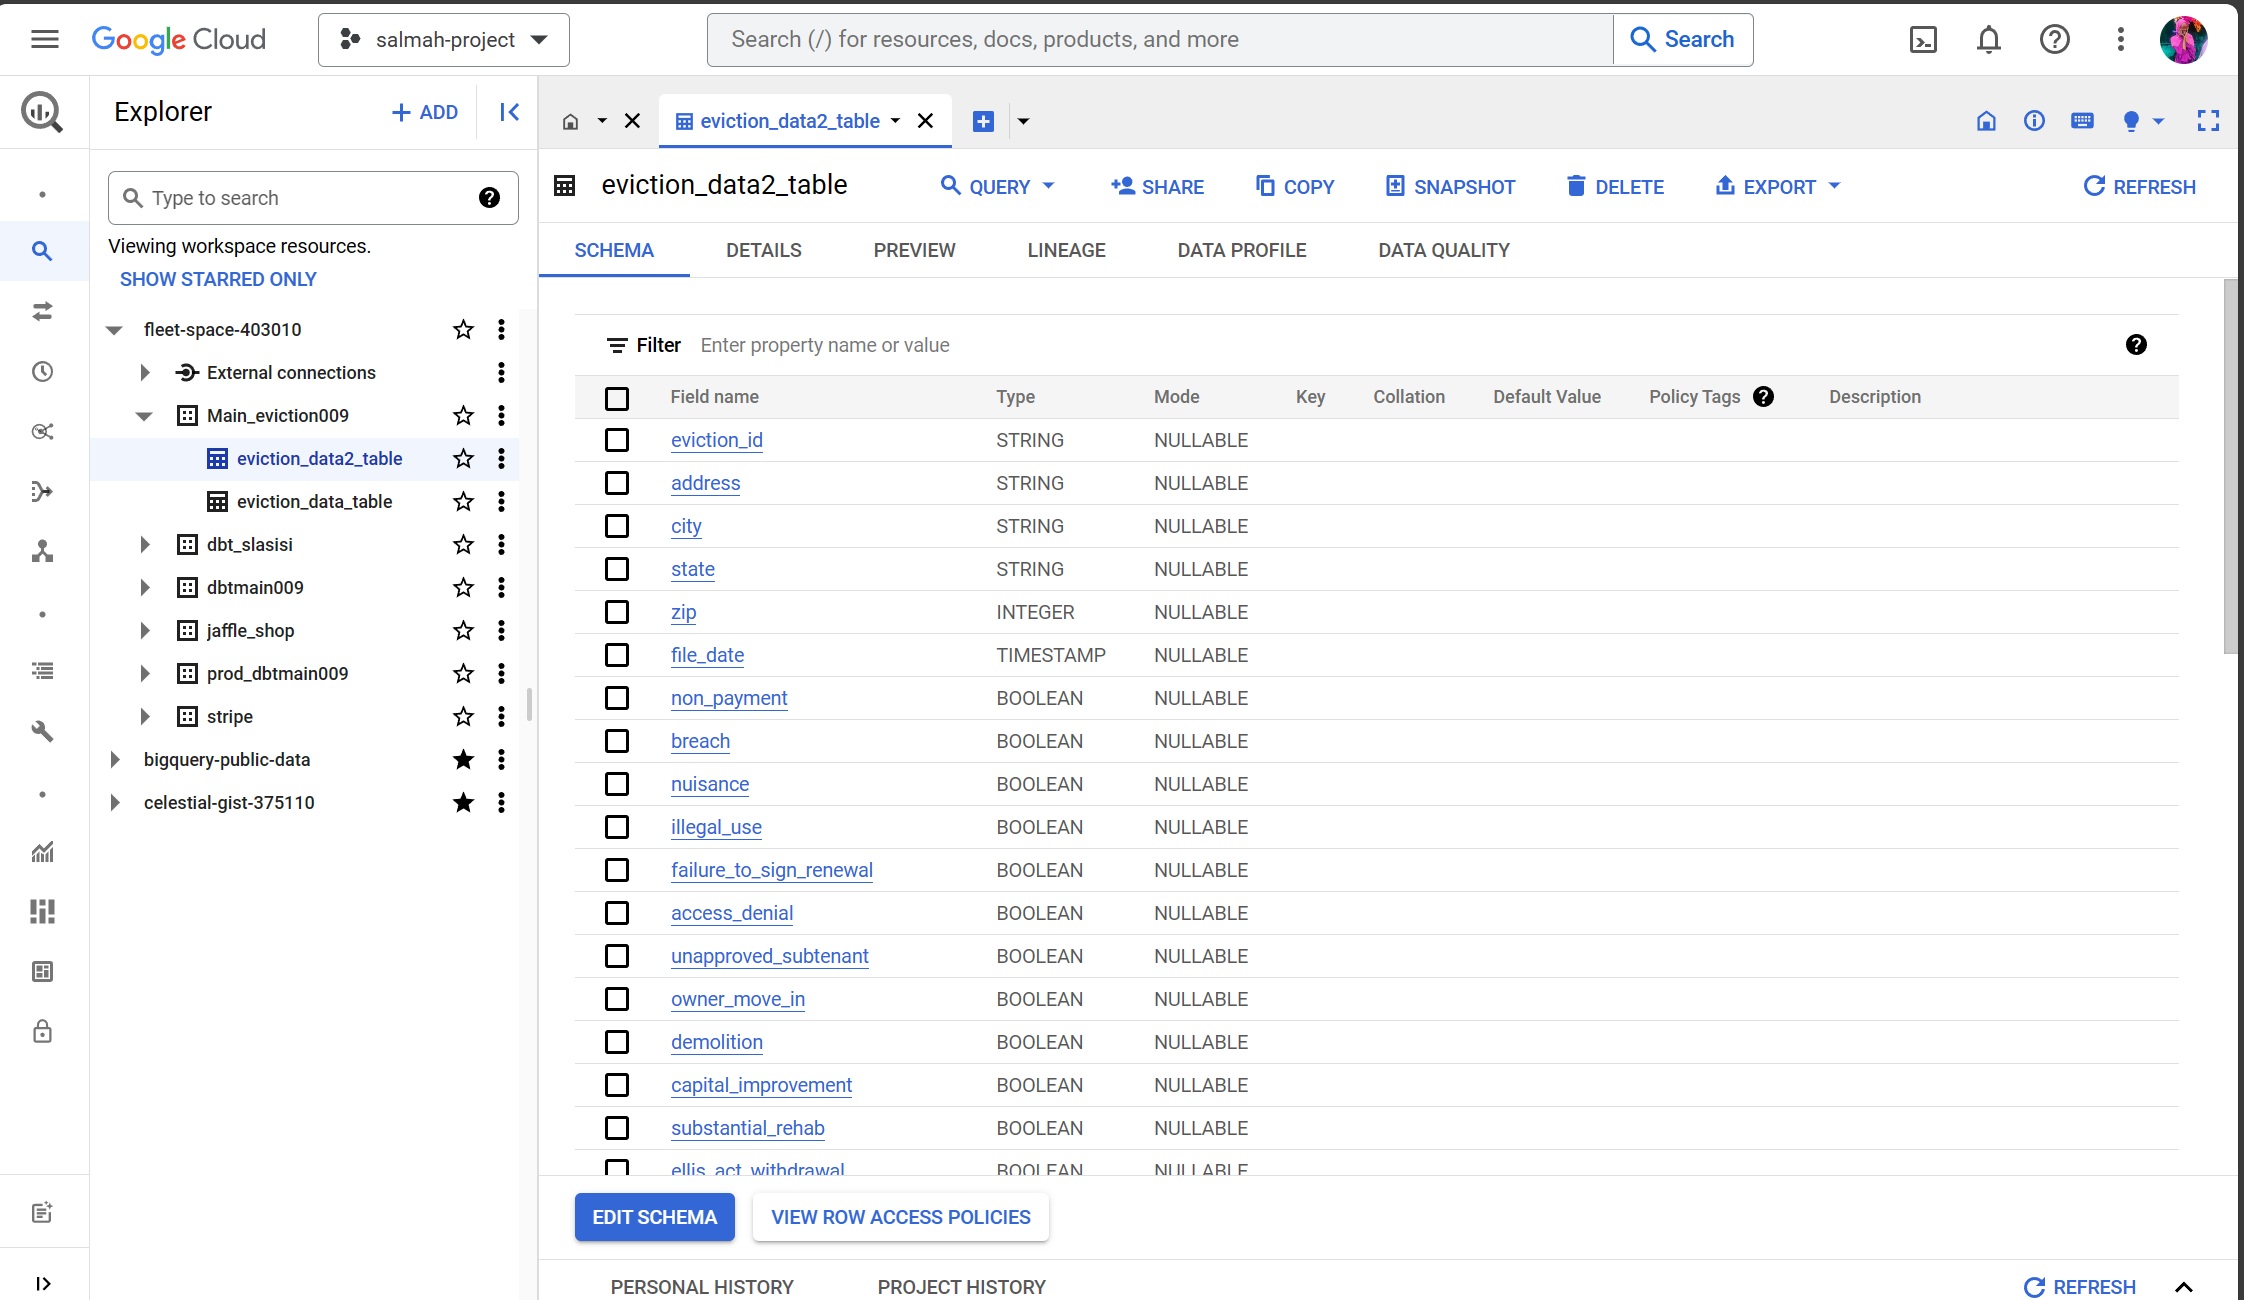 Google Cloud
salmah-project
Search (/) for resources, docs, products, and more
Search
Explorer
+ ADD
eviction_data2_table
Type to search
Viewing workspace resources.
SHOW STARRED ONLY
fleet-space-403010
External connections
Main_eviction009
eviction_data2_table
eviction_data_table
dbt_slasisi
dbtmain009
jaffle_shop
prod_dbtmain009
stripe
bigquery-public-data
celestial-gist-375110
eviction_data2_table
QUERY
SHARE
COPY
SNAPSHOT
DELETE
EXPORT
REFRESH
SCHEMA DETAILS PREVIEW LINEAGE DATA PROFILE DATA QUALITY
Filter Enter property name or value
Field name Type Mode Key Collation Default Value Policy Tags Description
eviction_id STRING NULLABLE
address STRING NULLABLE
city STRING NULLABLE
state STRING NULLABLE
zip INTEGER NULLABLE
file_date TIMESTAMP NULLABLE
non_payment BOOLEAN NULLABLE
breach BOOLEAN NULLABLE
nuisance BOOLEAN NULLABLE
illegal_use BOOLEAN NULLABLE
failure_to_sign_renewal BOOLEAN NULLABLE
access_denial BOOLEAN NULLABLE
unapproved_subtenant BOOLEAN NULLABLE
owner_move_in BOOLEAN NULLABLE
demolition BOOLEAN NULLABLE
capital_improvement BOOLEAN NULLABLE
substantial_rehab BOOLEAN NULLABLE
ellis_act_withdrawal BOOLEAN NULLABLE
EDIT SCHEMA
VIEW ROW ACCESS POLICIES
PERSONAL HISTORY PROJECT HISTORY
REFRESH